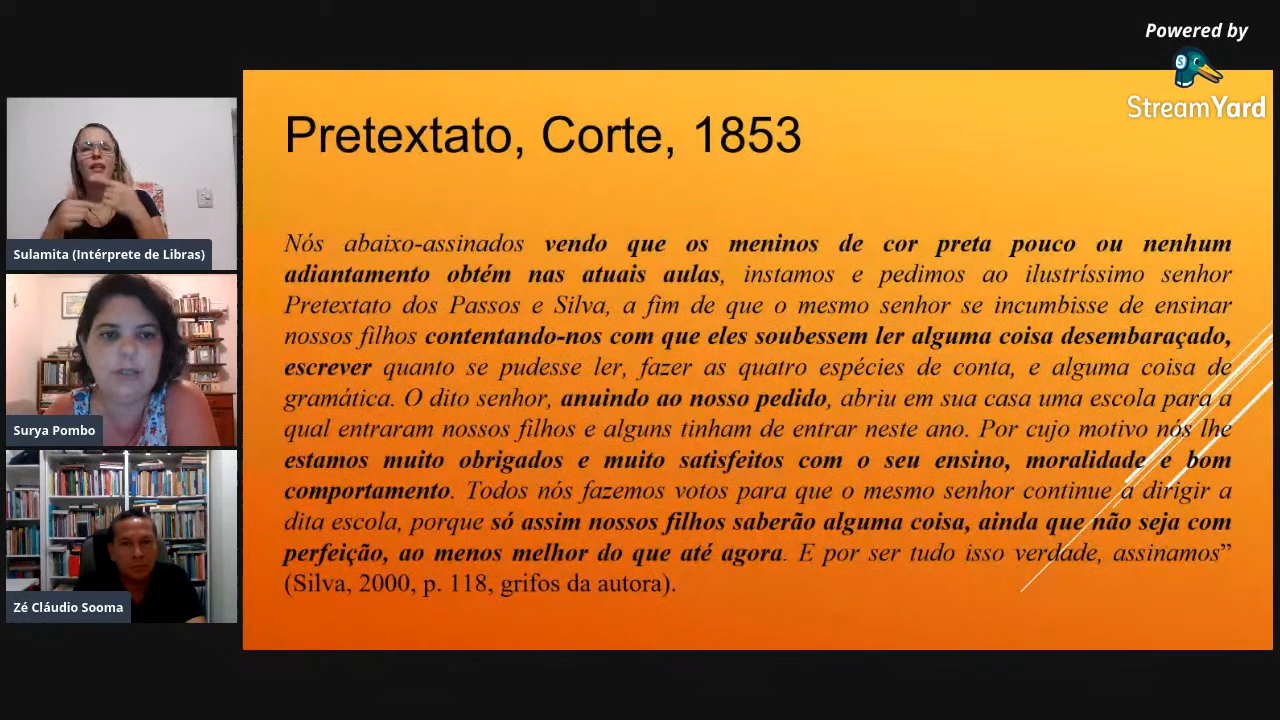 Powered by
StreamYard
Pretextato, Corte, 1853
Nós abaixo-assinados vendo que os meninos de cor preta pouco ou nenhum
adiantamento obtém nas atuais aulas, instamos e pedimos ao ilustríssimo senhor
Pretextato dos Passos e Silva, a fim de que o mesmo senhor se incumbisse de ensinar
nossos filhos contentando-nos com que eles soubessem ler alguma coisa desembaraçado,
escrever quanto se pudesse ler, fazer as quatro espécies de conta, e alguma coisa de
gramática. O dito senhor, anuindo ao nosso pedido, abriu em sua casa uma escola para a
qual entraram nossos filhos e alguns tinham de entrar neste ano. Por cujo motivo nós lhe
estamos muito obrigados e muito satisfeitos com o seu ensino, moralidade e bom
comportamento. Todos nós fazemos votos para que o mesmo senhor continue a dirigir a
dita escola, porque só assim nossos filhos saberão alguma coisa, ainda que não seja com
perfeição, ao menos melhor do que até agora. E por ser tudo isso verdade, assinamos”
(Silva, 2000, p. 118, grifos da autora).
Sulamita (Intérprete de Libras)
Surya Pombo
Zé Cláudio Sooma